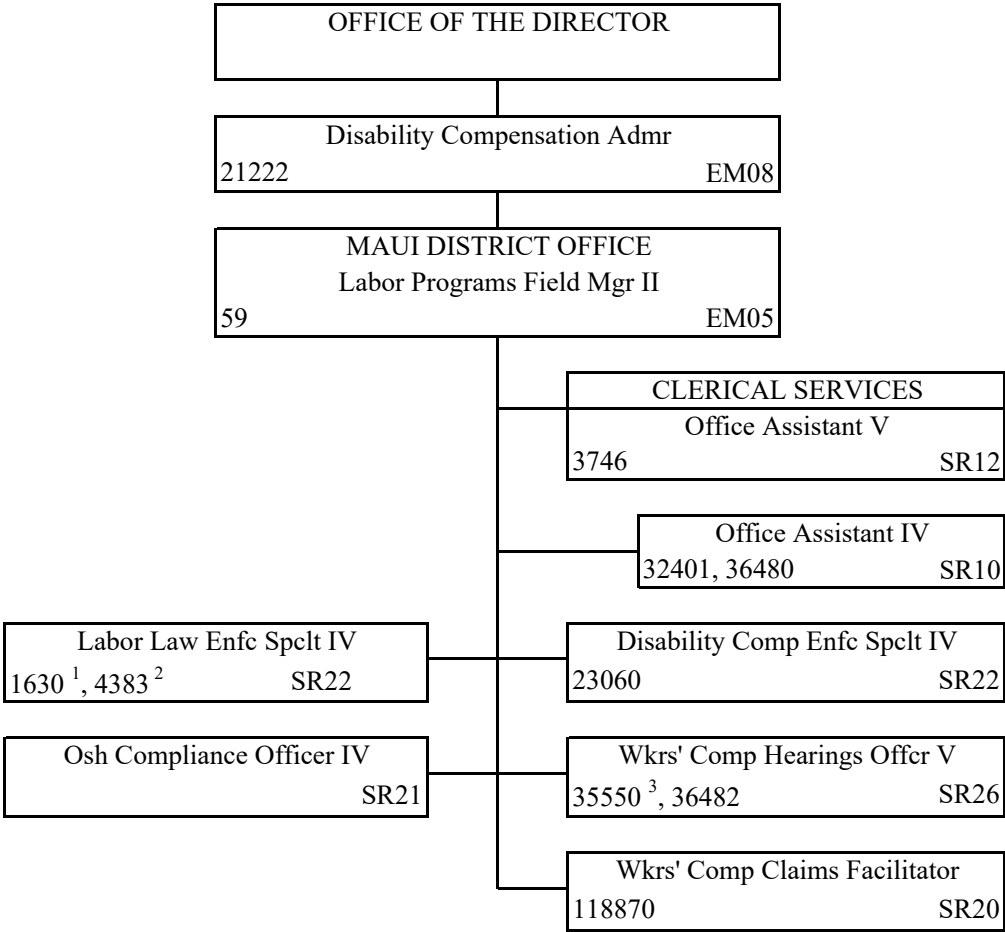 OFFICE OF THE DIRECTOR
Disability Compensation Admr
21222 EM08
MAUI DISTRICT OFFICE
Labor Programs Field Mgr II
59 EM05
CLERICAL SERVICES
Office Assistant V
3746 SR12
Office Assistant IV
32401, 36480 SR10
Labor Law Enfc Spclt IV
1630 ¹, 4383 ² SR22
Disability Comp Enfc Spclt IV
23060 SR22
Osh Compliance Officer IV
SR21
Wkrs' Comp Hearings Offcr V
35550 ³, 36482 SR26
Wkrs' Comp Claims Facilitator
118870 SR20